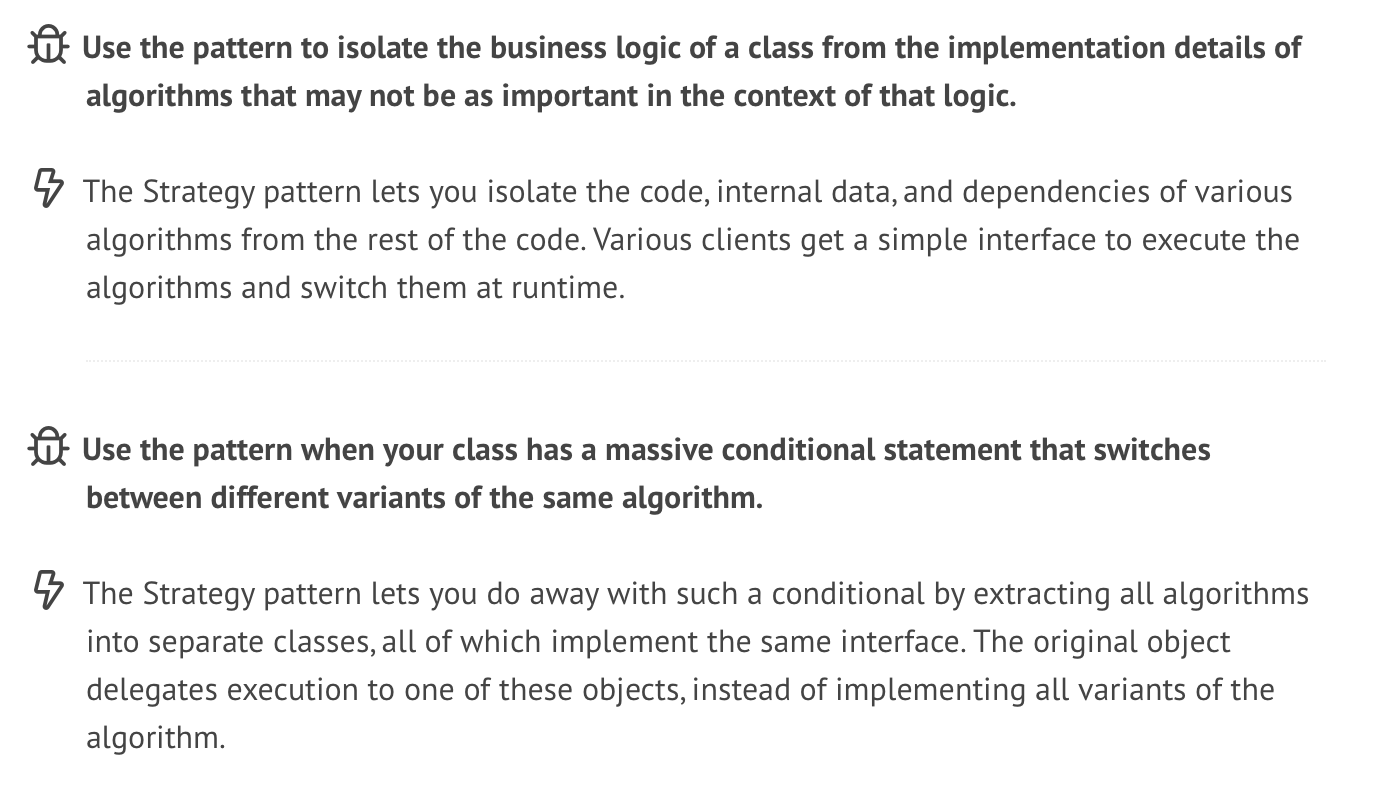 Use the pattern to isolate the business logic of a class from the implementation details of
algorithms that may not be as important in the context of that logic.
The Strategy pattern lets you isolate the code, internal data, and dependencies of various
algorithms from the rest of the code. Various clients get a simple interface to execute the
algorithms and switch them at runtime.
Use the pattern when your class has a massive conditional statement that switches
between different variants of the same algorithm.
The Strategy pattern lets you do away with such a conditional by extracting all algorithms
into separate classes, all of which implement the same interface. The original object
delegates execution to one of these objects, instead of implementing all variants of the
algorithm.